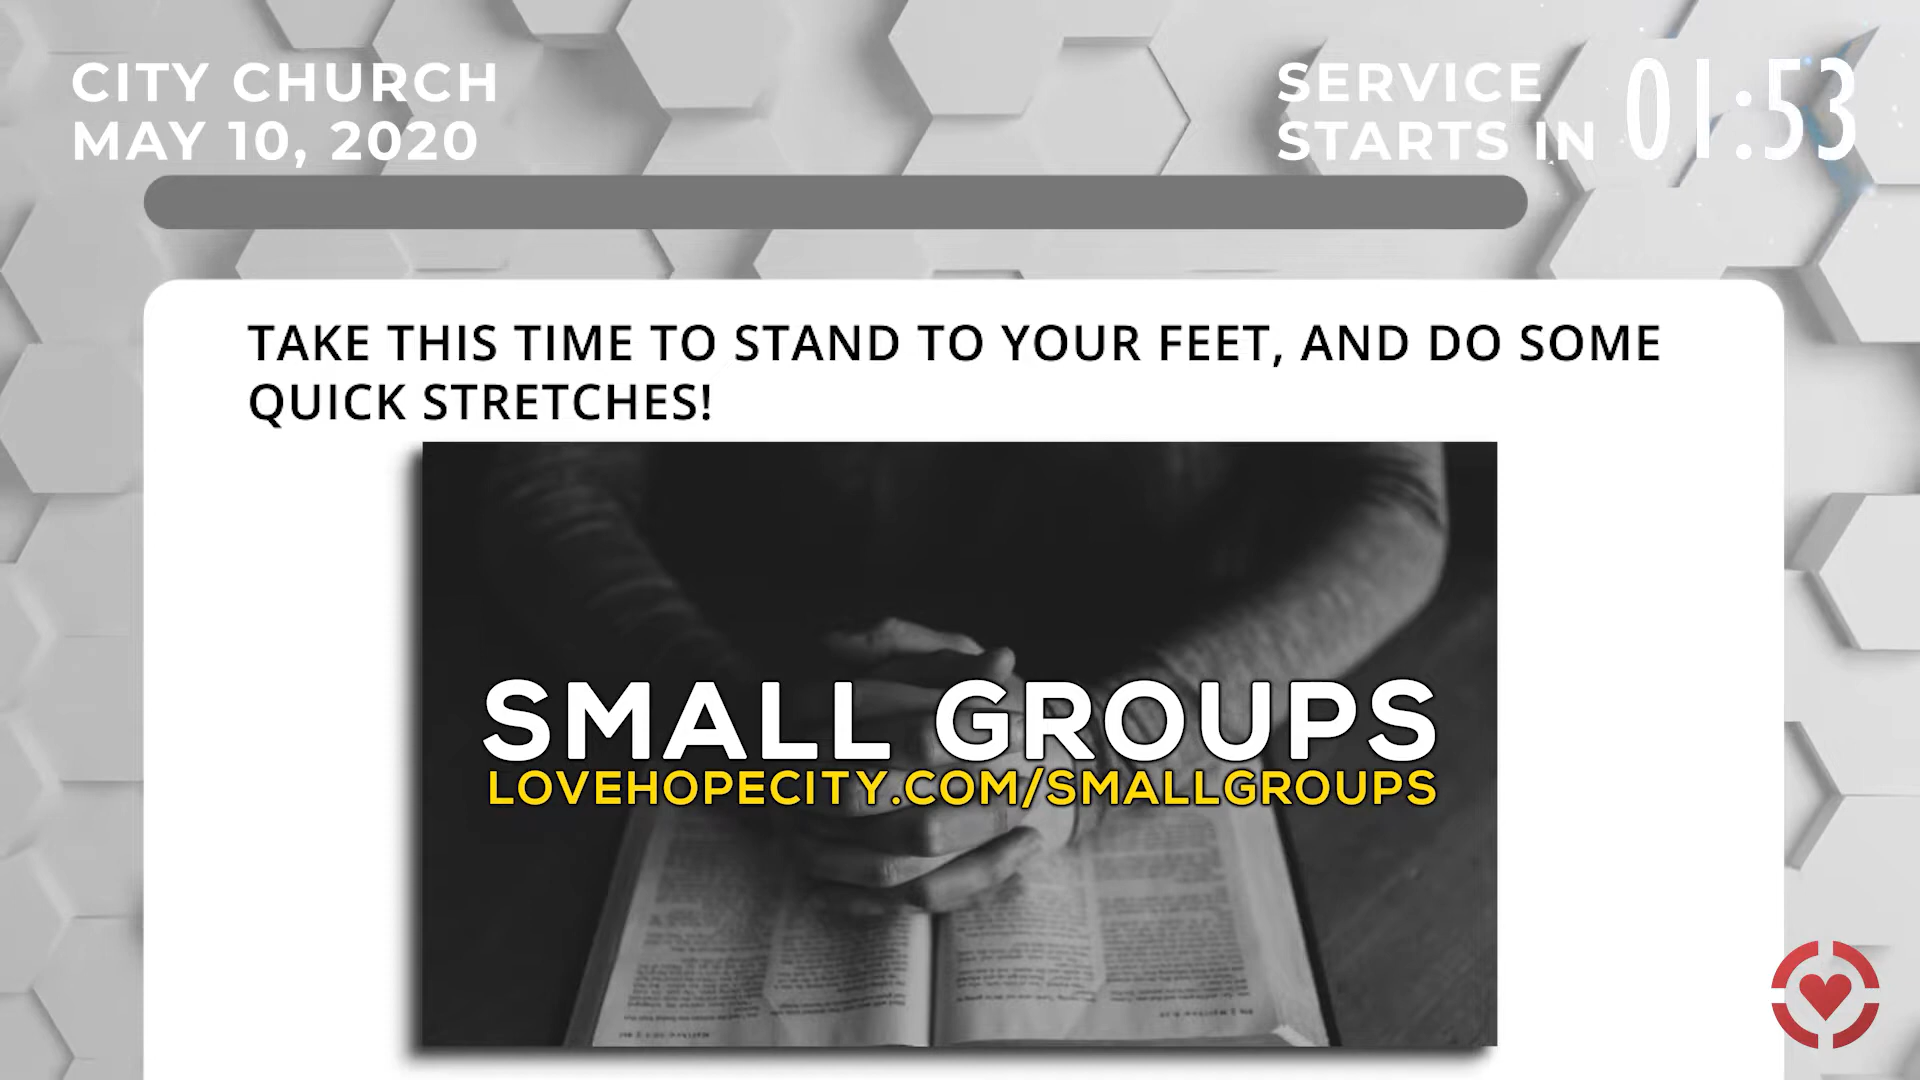 CITY CHURCH
MAY 10, 2020
SERVICE
STARTS IN 01:53
TAKE THIS TIME TO STAND TO YOUR FEET, AND DO SOME
QUICK STRETCHES!
SMALL GROUPS
LOVEHOPECITY.COM/SMALLGROUPS